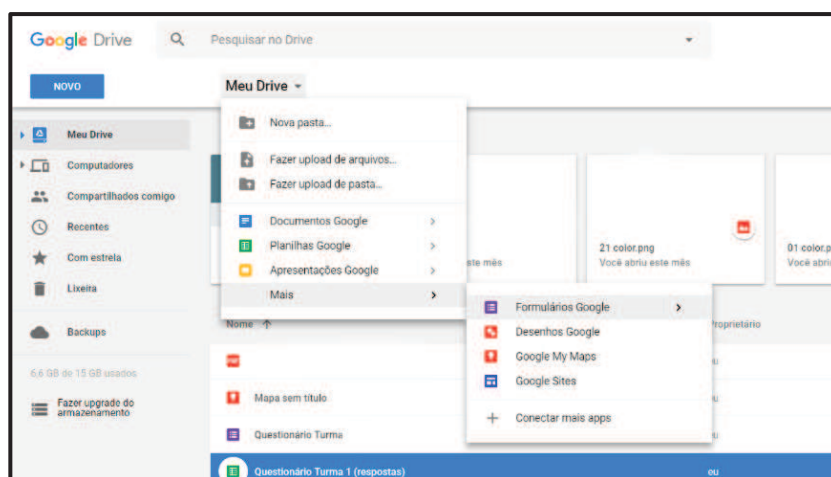 Google Drive
Pesquisar no Drive
NOVO
Meu Drive
Meu Drive
Computadores
Compartilhados comigo
Recentes
Com estrela
Lixeira
Backups
6,6 GB de 15 GB usados
Fazer upgrade do
armazenamento
Nova pasta...
Fazer upload de arquivos...
Fazer upload de pasta...
Documentos Google
Planilhas Google
Apresentações Google
Mais
Formulários Google
Desenhos Google
Google My Maps
Google Sites
Conectar mais apps
este mês
21 color.png
Você abriu este mês
01 color.p
Você abri
Nome
Proprietário
Mapa sem título
eu
Questionário Turma
eu
Questionário Turma 1 (respostas)
eu